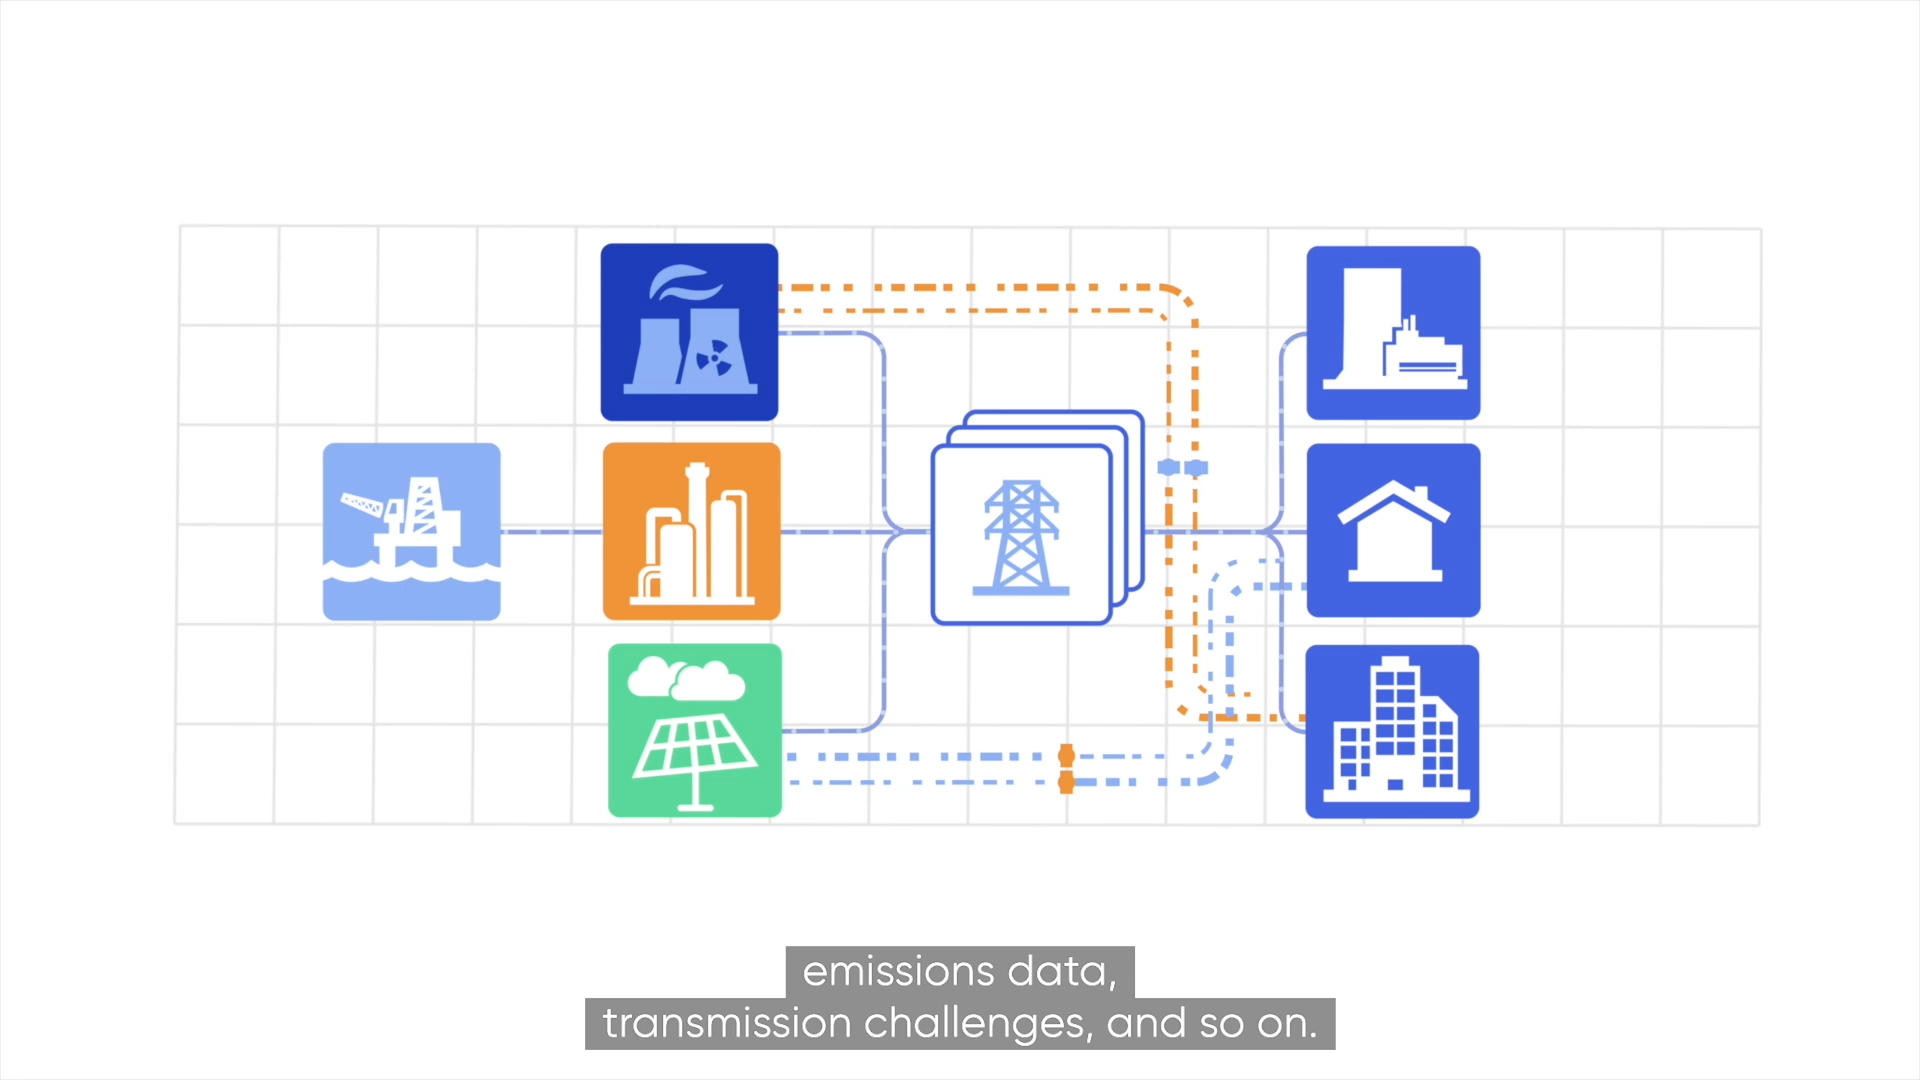 emissions data,
transmission challenges, and so on.